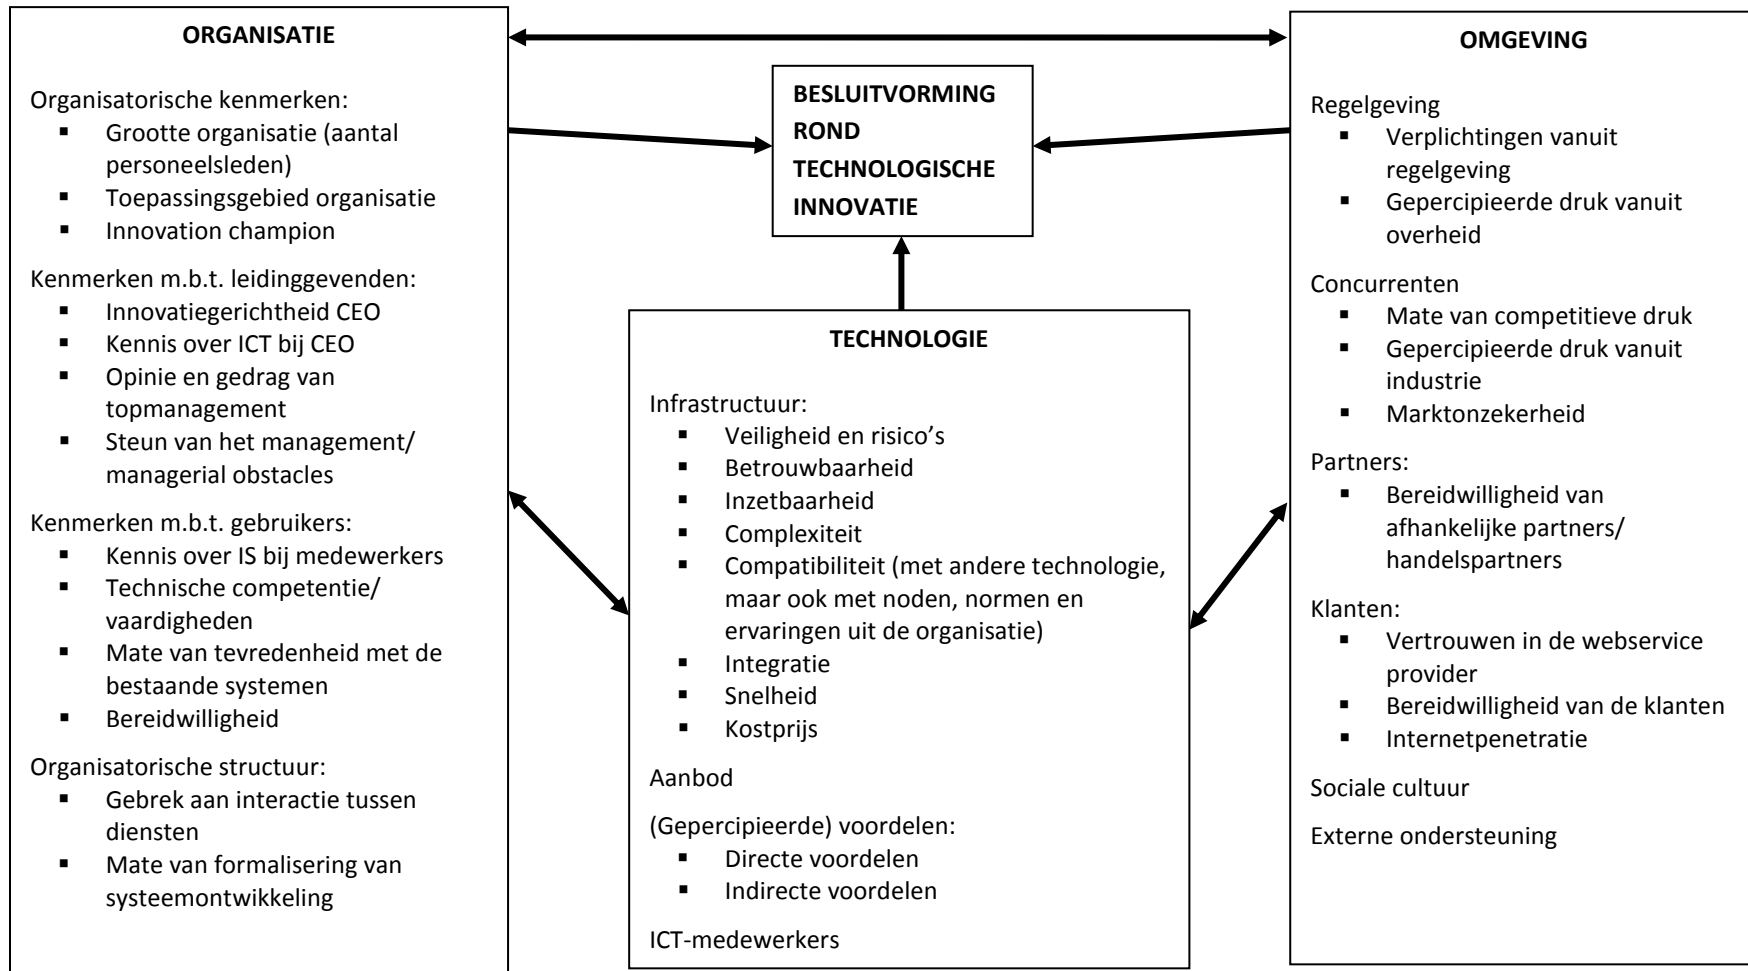 ORGANISATIE
Organisatorische kenmerken:
▪ Grootte organisatie (aantal
personeelsleden)
▪ Toepassingsgebied organisatie
▪ Innovation champion
Kenmerken m.b.t. leidinggevenden:
▪ Innovatiegerichtheid CEO
▪ Kennis over ICT bij CEO
▪ Opinie en gedrag van
topmanagement
▪ Steun van het management/
managerial obstacles
Kenmerken m.b.t. gebruikers:
▪ Kennis over IS bij medewerkers
▪ Technische competentie/
vaardigheden
▪ Mate van tevredenheid met de
bestaande systemen
▪ Bereidwilligheid
Organisatorische structuur:
▪ Gebrek aan interactie tussen
diensten
▪ Mate van formalisering van
systeemontwikkeling
BESLUITVORMING
ROND
TECHNOLOGISCHE
INNOVATIE
TECHNOLOGIE
Infrastructuur:
▪ Veiligheid en risico’s
▪ Betrouwbaarheid
▪ Inzetbaarheid
▪ Complexiteit
▪ Compatibiliteit (met andere technologie,
maar ook met noden, normen en
ervaringen uit de organisatie)
▪ Integratie
▪ Snelheid
▪ Kostprijs
Aanbod
(Gepercipieerde) voordelen:
▪ Directe voordelen
▪ Indirecte voordelen
ICT-medewerkers
OMGEVING
Regelgeving
▪ Verplichtingen vanuit
regelgeving
▪ Gepercipieerde druk vanuit
overheid
Concurrenten
▪ Mate van competitieve druk
▪ Gepercipieerde druk vanuit
industrie
▪ Marktonzekerheid
Partners:
▪ Bereidwilligheid van
afhankelijke partners/
handelspartners
Klanten:
▪ Vertrouwen in de webservice
provider
▪ Bereidwilligheid van de klanten
▪ Internetpenetratie
Sociale cultuur
Externe ondersteuning